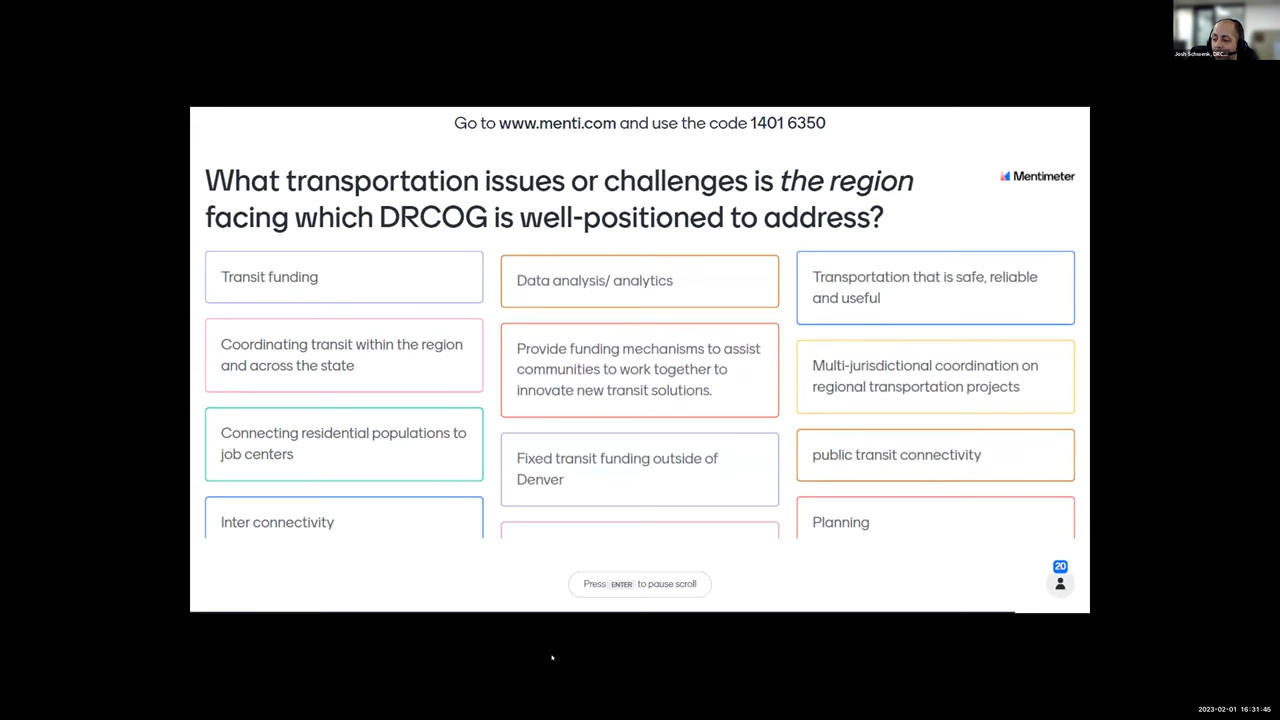 Josh Schwenk, DRC...
Go to www.menti.com and use the code 1401 6350
What transportation issues or challenges is the region
facing which DRCOG is well-positioned to address?
Mentimeter
Transit funding
Coordinating transit within the region
and across the state
Connecting residential populations to
job centers
Inter connectivity
Data analysis/ analytics
Provide funding mechanisms to assist
communities to work together to
innovate new transit solutions.
Fixed transit funding outside of
Denver
Transportation that is safe, reliable
and useful
Multi-jurisdictional coordination on
regional transportation projects
public transit connectivity
Planning
Press ENTER to pause scroll
20
2023-02-01 16:31:45